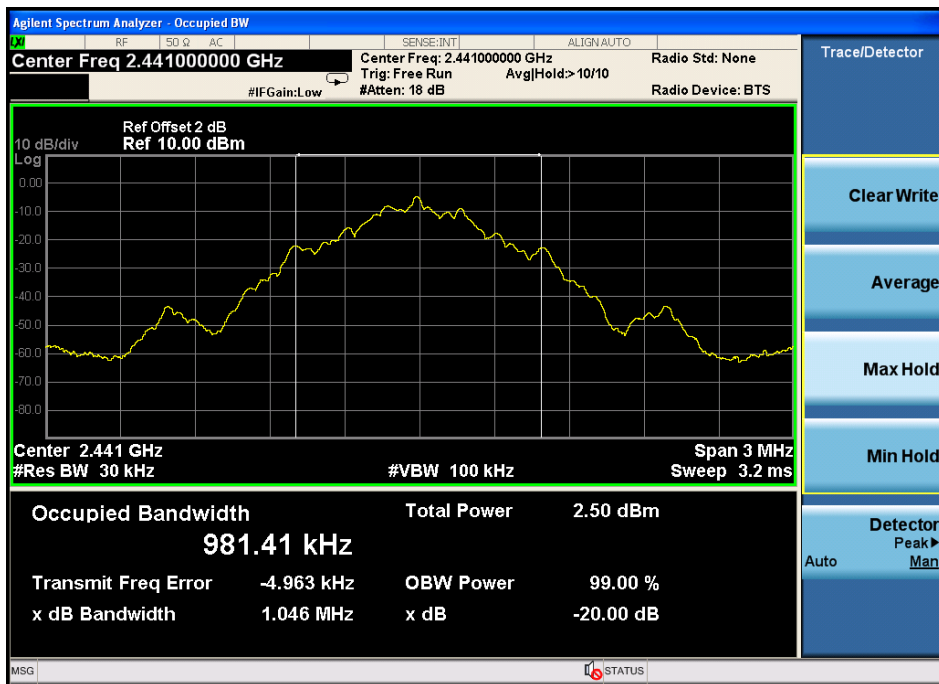 Agilent Spectrum Analyzer - Occupied BW
LXI RF 50 Ω AC SENSE:INT ALIGN AUTO
Center Freq 2.441000000 GHz
Center Freq: 2.441000000 GHz
Radio Std: None
Trig: Free Run Avg|Hold:>10/10
#IFGain:Low
#Atten: 18 dB
Radio Device: BTS
Ref Offset 2 dB
10 dB/div Ref 10.00 dBm
Log
0.00
-10.0
-20.0
-30.0
-40.0
-50.0
-60.0
-70.0
-80.0
Center 2.441 GHz Span 3 MHz
#Res BW 30 kHz #VBW 100 kHz Sweep 3.2 ms
Occupied Bandwidth Total Power 2.50 dBm
981.41 kHz
Transmit Freq Error -4.963 kHz OBW Power 99.00 %
x dB Bandwidth 1.046 MHz x dB -20.00 dB
MSG STATUS
Trace/Detector
Clear Write
Average
Max Hold
Min Hold
Detector
Peak▶
Auto Man